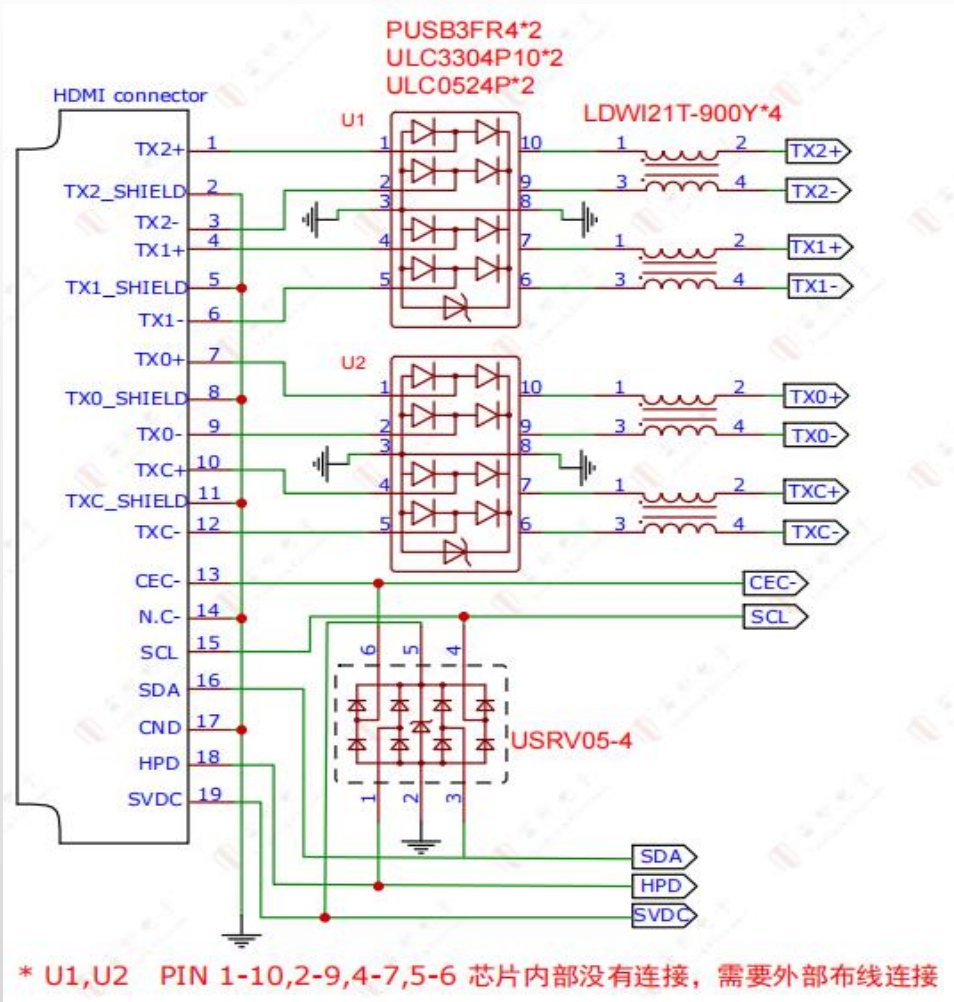 PUSB3FR4*2
ULC3304P10*2
ULC0524P*2
HDMI connector
LDWI21T-900Y*4
U1
TX2+ 1
TX2_SHIELD 2
TX2- 3
TX1+ 4
TX1_SHIELD 5
TX1- 6
TX0+ 7
TX0_SHIELD 8
TX0- 9
TXC+ 10
TXC_SHIELD 11
TXC- 12
CEC- 13
N.C- 14
SCL 15
SDA 16
CND 17
HPD 18
SVDC 19
1 10
2 9
3 8
4 7
5 6
1 2 TX2+
3 4 TX2-
1 2 TX1+
3 4 TX1-
U2
1 10
2 9
3 8
4 7
5 6
1 2 TX0+
3 4 TX0-
1 2 TXC+
3 4 TXC-
CEC-
SCL
6 5 4
USRV05-4
1 2 3
SDA
HPD
SVDC
* U1,U2 PIN 1-10,2-9,4-7,5-6 芯片内部没有连接，需要外部布线连接